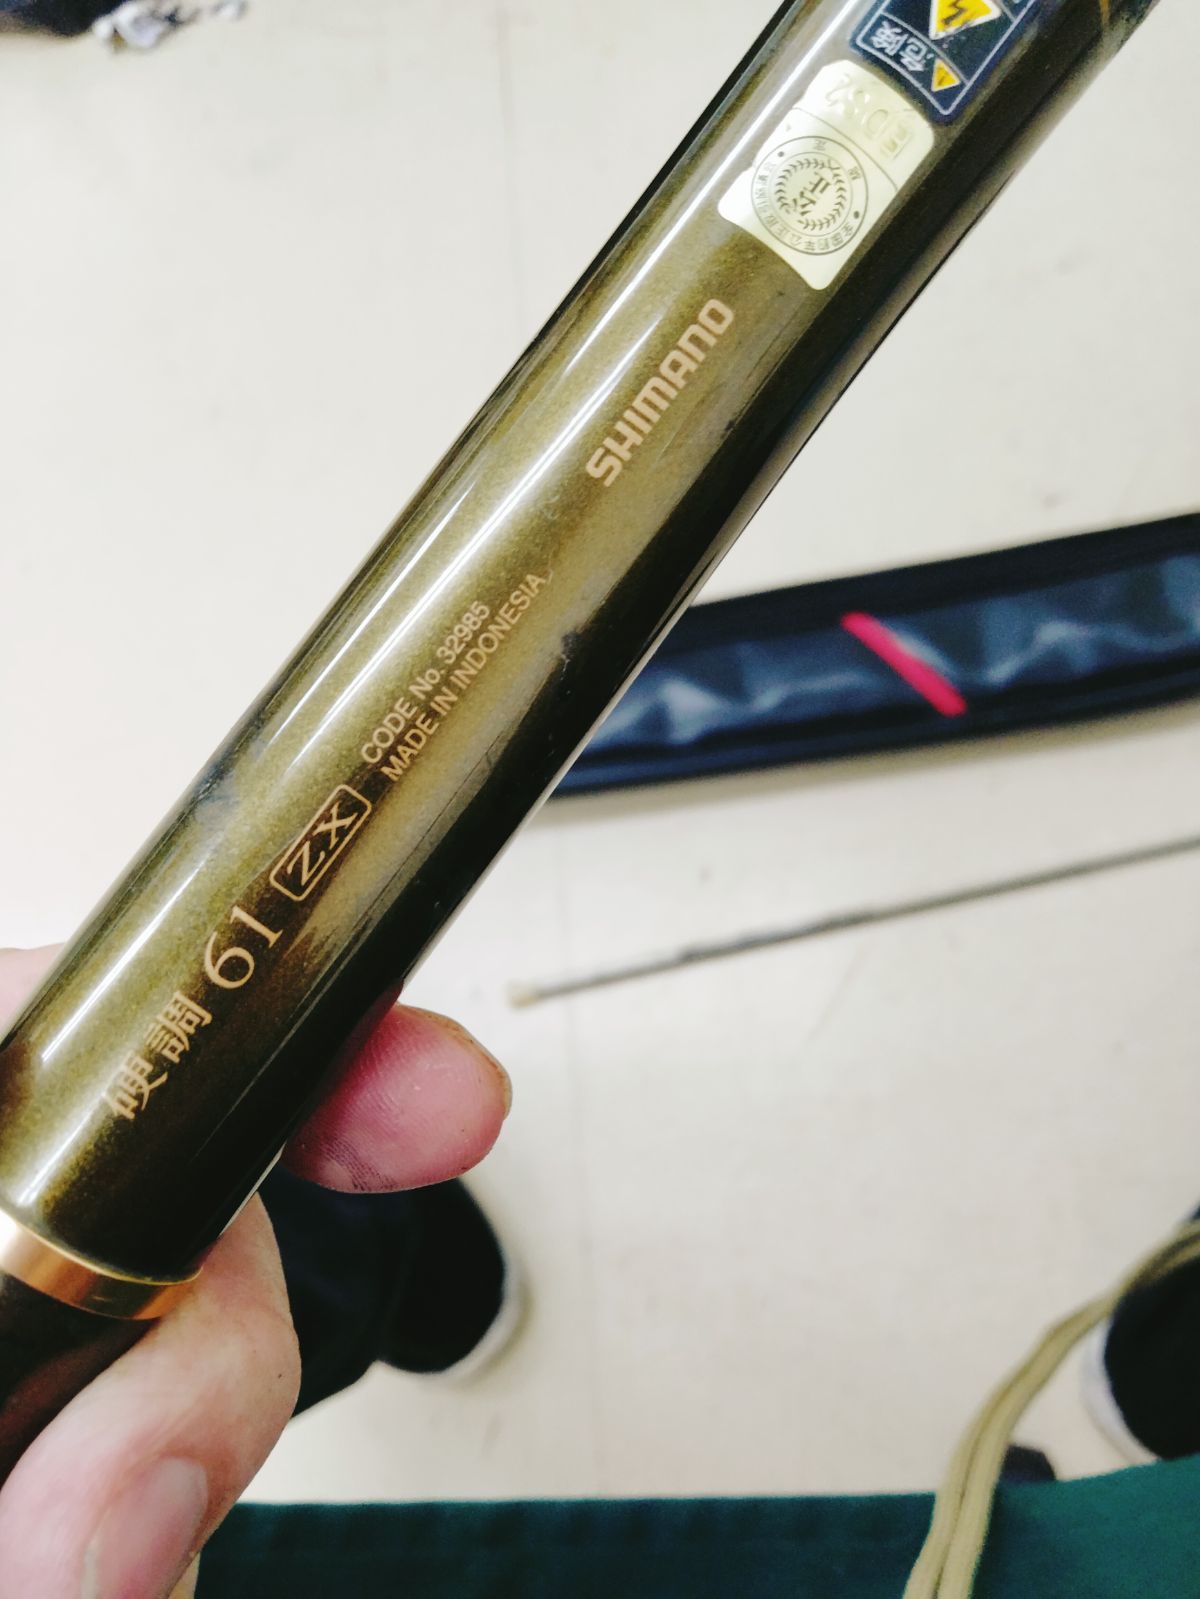 硬調 61 ZX
CODE No. 32985
MADE IN INDONESIA
SHIMANO
危険